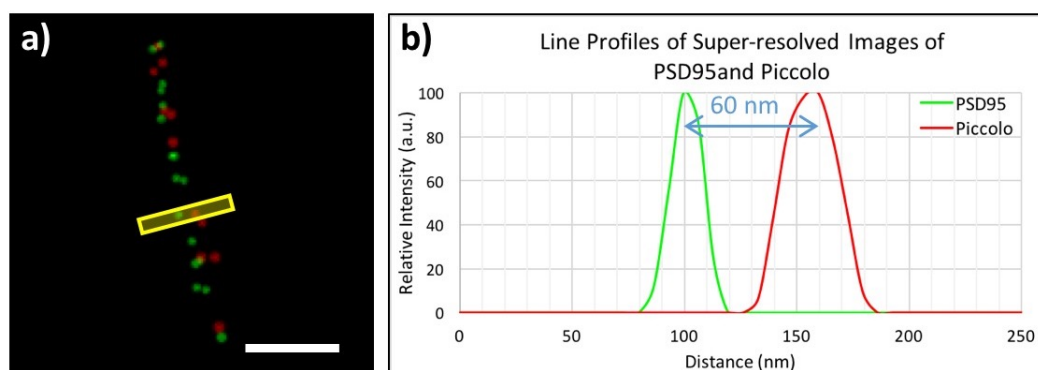 a)
b)
Line Profiles of Super-resolved Images of
PSD95and Piccolo
Relative Intensity (a.u.)
100
80
60
40
20
0
60 nm
PSD95
Piccolo
0 50 100 150 200 250
Distance (nm)